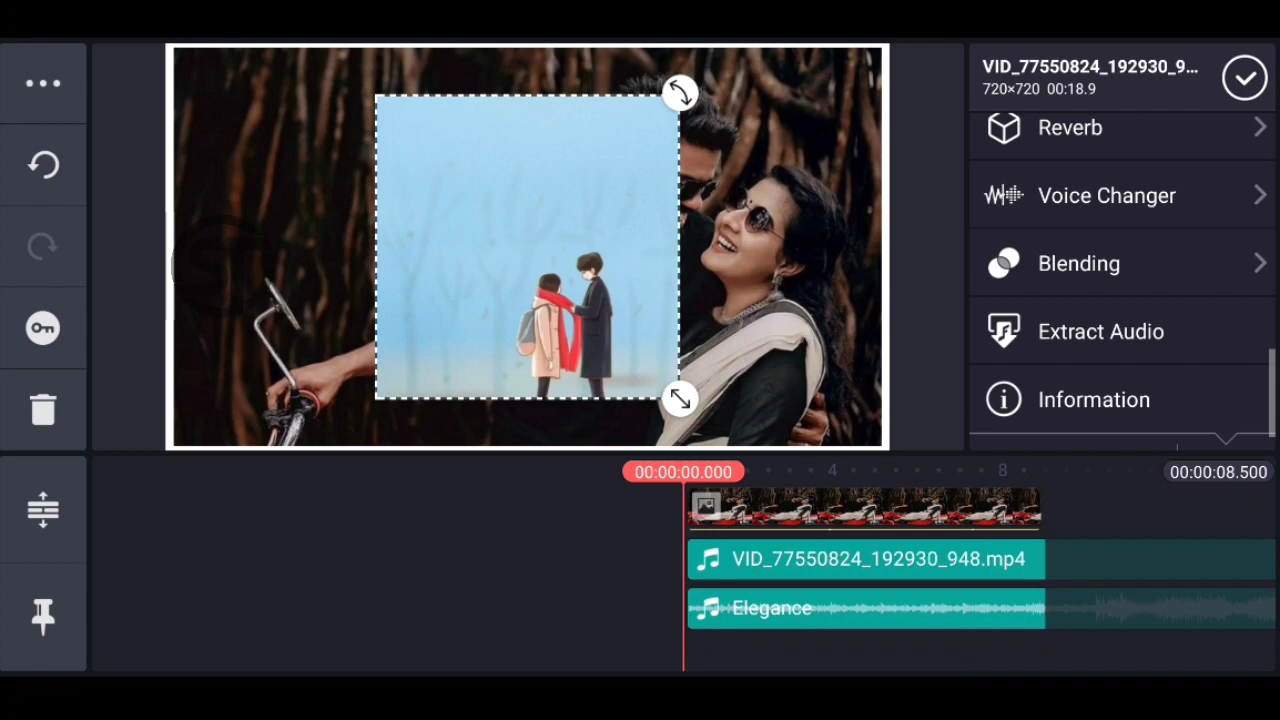 VID_77550824_192930_9...
720×720 00:18.9
Reverb
Voice Changer
Blending
Extract Audio
Information
00:00:00.000
4
8
00:00:08.500
VID_77550824_192930_948.mp4
Elegance